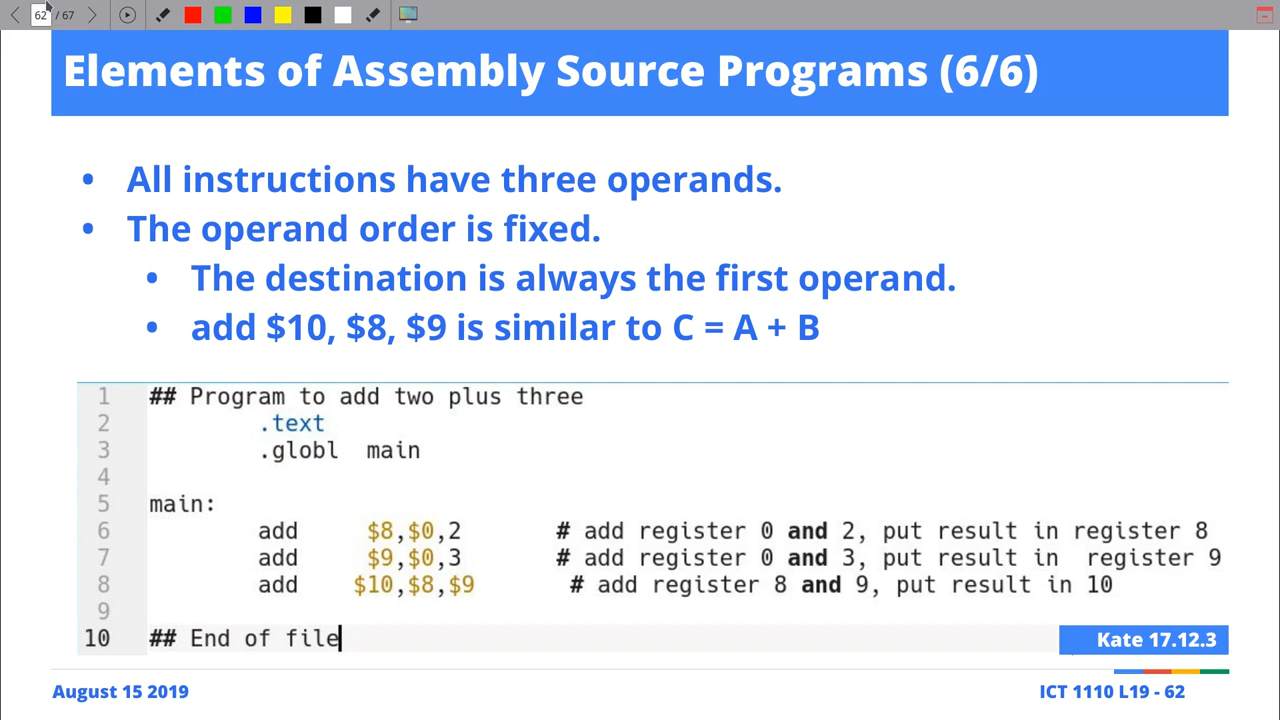 62 / 67
Elements of Assembly Source Programs (6/6)
• All instructions have three operands.
• The operand order is fixed.
• The destination is always the first operand.
• add $10, $8, $9 is similar to C = A + B
1 ## Program to add two plus three
2 .text
3 .globl main
4
5 main:
6 add $8,$0,2 # add register 0 and 2, put result in register 8
7 add $9,$0,3 # add register 0 and 3, put result in register 9
8 add $10,$8,$9 # add register 8 and 9, put result in 10
9
10 ## End of file
Kate 17.12.3
August 15 2019
ICT 1110 L19 - 62